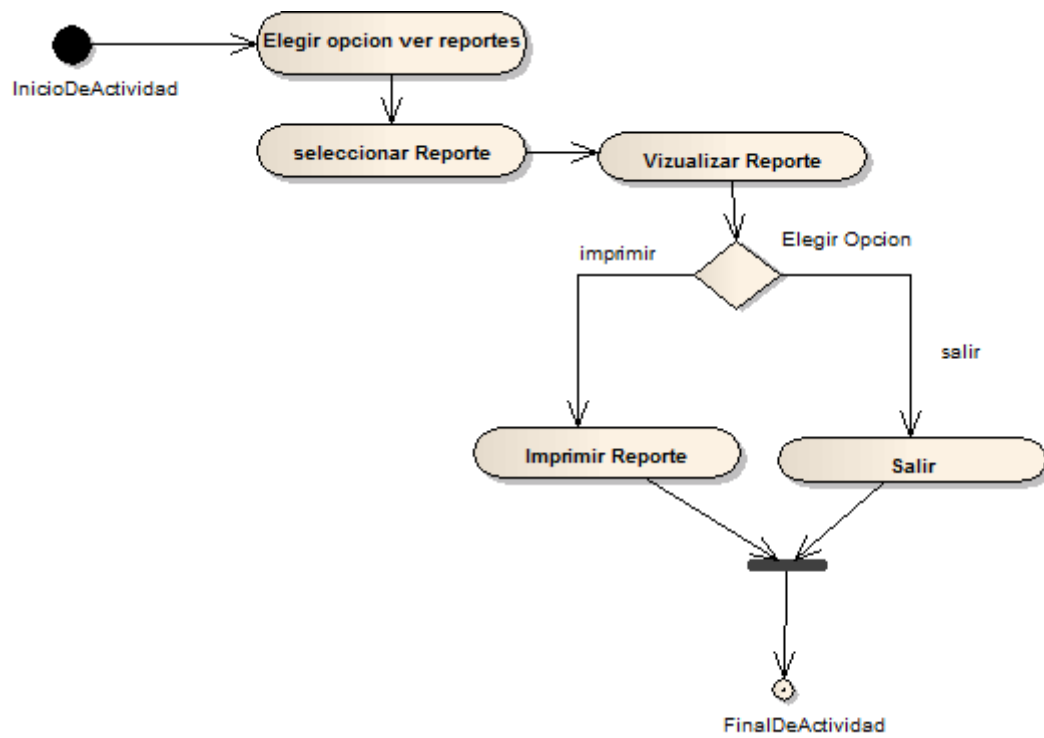 Elegir opcion ver reportes
InicioDeActividad
seleccionar Reporte
Vizualizar Reporte
Elegir Opcion
imprimir
salir
Imprimir Reporte
Salir
FinalDeActividad